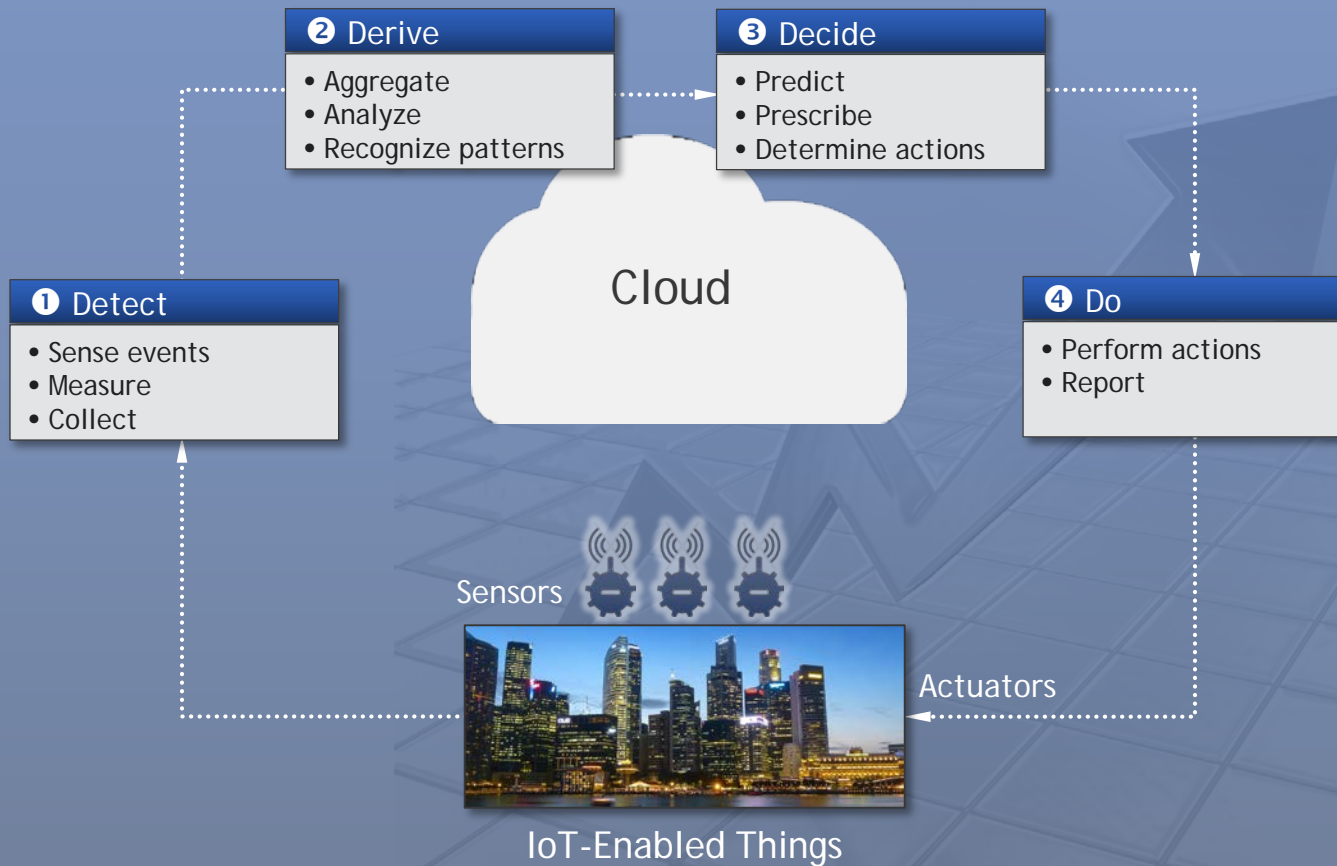 ❷ Derive
• Aggregate
• Analyze
• Recognize patterns
❸ Decide
• Predict
• Prescribe
• Determine actions
Cloud
❶ Detect
• Sense events
• Measure
• Collect
❹ Do
• Perform actions
• Report
Sensors
Actuators
IoT-Enabled Things